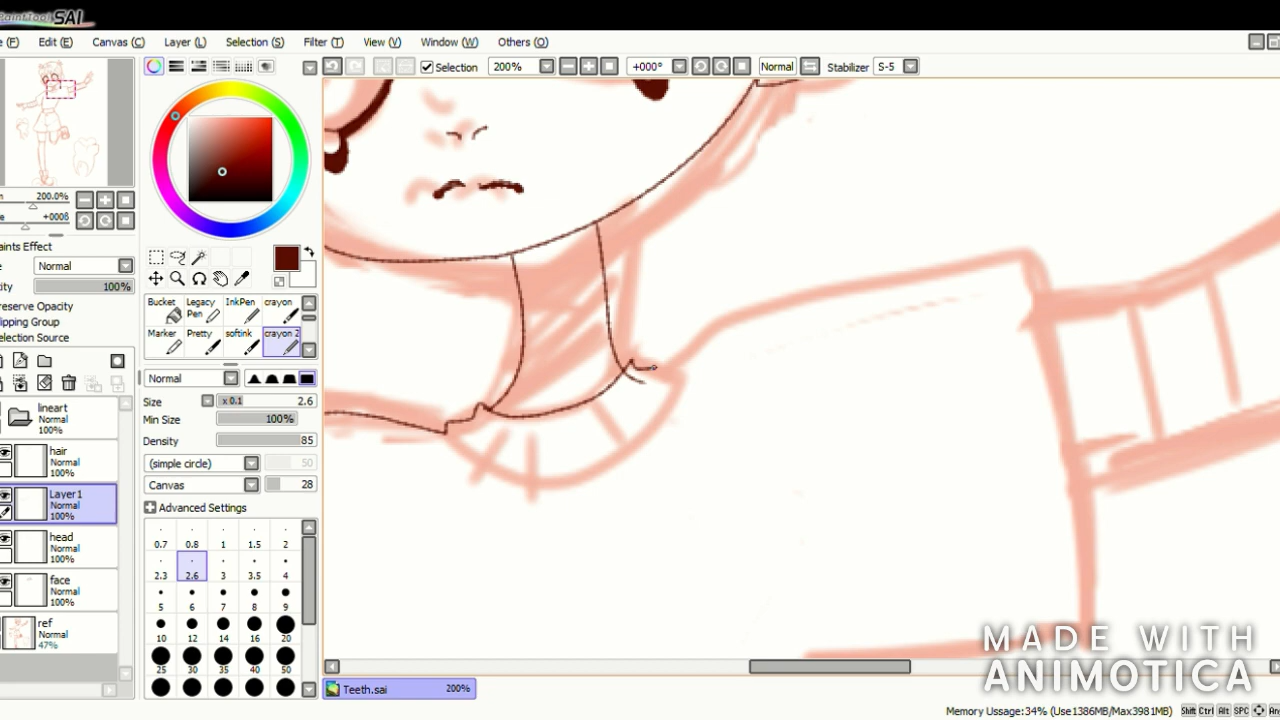 PaintTool SAI
e (F) Edit (E) Canvas (C) Layer (L) Selection (S) Filter (T) View (V) Window (W) Others (O)
Selection 200% +000° Normal Stabilizer S-5
m 200.0%
e +0008
aints Effect
e Normal
ity 100%
reserve Opacity
lipping Group
election Source
lineart
Normal
100%
hair
Normal
100%
Layer1
Normal
100%
head
Normal
100%
face
Normal
100%
ref
Normal
47%
Bucket Legacy Pen InkPen crayon
Marker Pretty softink crayon 2
Normal
Size x 0.1 2.6
Min Size 100%
Density 85
(simple circle) 50
Canvas 28
Advanced Settings
0.7 0.8 1 1.5 2
2.3 2.6 3 3.5 4
5 6 7 8 9
10 12 14 16 20
25 30 35 40 50
Teeth.sai 200%
MADE WITH
ANIMOTICA
Memory Ussage:34% (Use1386MB/Max3981MB) Shift Ctrl Alt SPC An